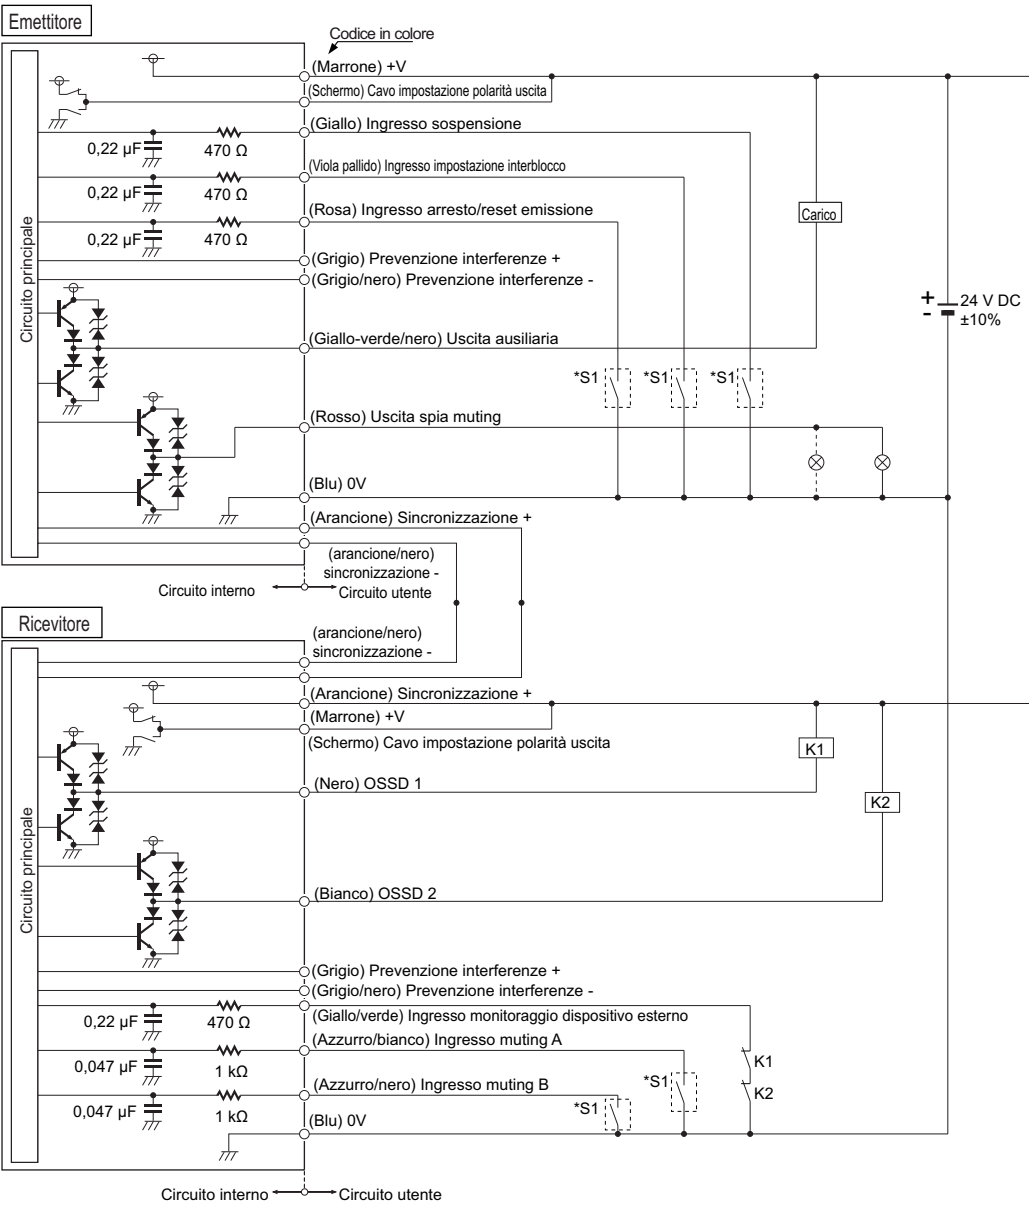 Emettitore
Codice in colore
(Marrone) +V
(Schermo) Cavo impostazione polarità uscita
(Giallo) Ingresso sospensione
0,22 µF
470 Ω
(Viola pallido) Ingresso impostazione interblocco
0,22 µF
470 Ω
(Rosa) Ingresso arresto/reset emissione
Carico
0,22 µF
470 Ω
Circuito principale
(Grigio) Prevenzione interferenze +
(Grigio/nero) Prevenzione interferenze -
+
-
24 V DC
±10%
(Giallo-verde/nero) Uscita ausiliaria
*S1
*S1
*S1
(Rosso) Uscita spia muting
(Blu) 0V
(Arancione) Sincronizzazione +
(arancione/nero)
sincronizzazione -
Circuito interno
Circuito utente
Ricevitore
(arancione/nero)
sincronizzazione -
(Arancione) Sincronizzazione +
(Marrone) +V
(Schermo) Cavo impostazione polarità uscita
K1
(Nero) OSSD 1
K2
Circuito principale
(Bianco) OSSD 2
(Grigio) Prevenzione interferenze +
(Grigio/nero) Prevenzione interferenze -
(Giallo/verde) Ingresso monitoraggio dispositivo esterno
0,22 µF
470 Ω
(Azzurro/bianco) Ingresso muting A
K1
0,047 µF
1 kΩ
*S1
(Azzurro/nero) Ingresso muting B
K2
*S1
0,047 µF
1 kΩ
(Blu) 0V
Circuito interno
Circuito utente